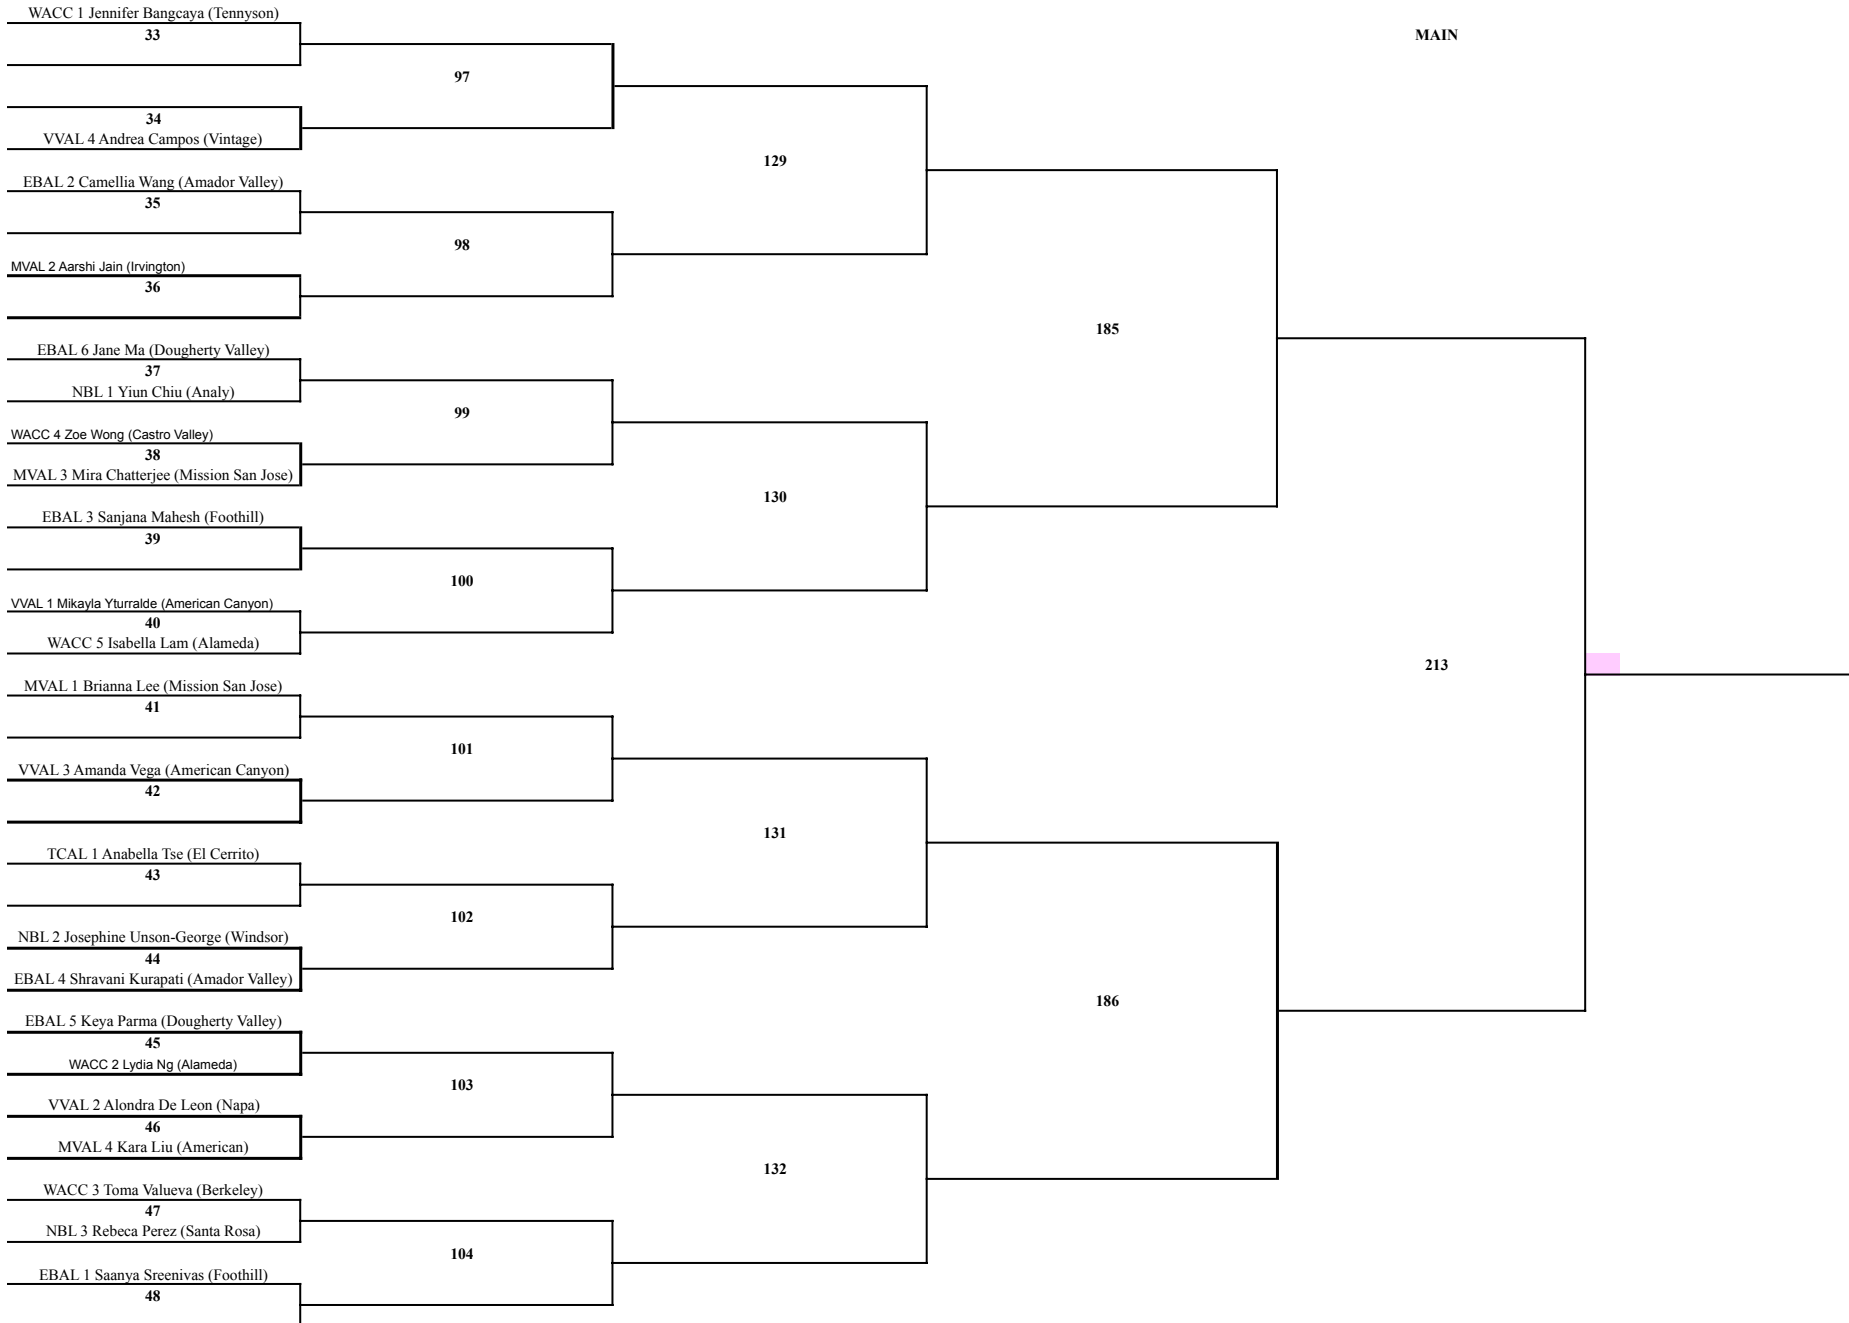 WACC 1 Jennifer Bangcaya (Tennyson)
33
MAIN
97
34
VVAL 4 Andrea Campos (Vintage)
129
EBAL 2 Camellia Wang (Amador Valley)
35
98
MVAL 2 Aarshi Jain (Irvington)
36
185
EBAL 6 Jane Ma (Dougherty Valley)
37
NBL 1 Yiun Chiu (Analy)
99
WACC 4 Zoe Wong (Castro Valley)
38
MVAL 3 Mira Chatterjee (Mission San Jose)
130
EBAL 3 Sanjana Mahesh (Foothill)
39
100
VVAL 1 Mikayla Yturralde (American Canyon)
40
WACC 5 Isabella Lam (Alameda)
213
MVAL 1 Brianna Lee (Mission San Jose)
41
101
VVAL 3 Amanda Vega (American Canyon)
42
131
TCAL 1 Anabella Tse (El Cerrito)
43
102
NBL 2 Josephine Unson-George (Windsor)
44
EBAL 4 Shravani Kurapati (Amador Valley)
186
EBAL 5 Keya Parma (Dougherty Valley)
45
WACC 2 Lydia Ng (Alameda)
103
VVAL 2 Alondra De Leon (Napa)
46
MVAL 4 Kara Liu (American)
132
WACC 3 Toma Valueva (Berkeley)
47
NBL 3 Rebeca Perez (Santa Rosa)
104
EBAL 1 Saanya Sreenivas (Foothill)
48